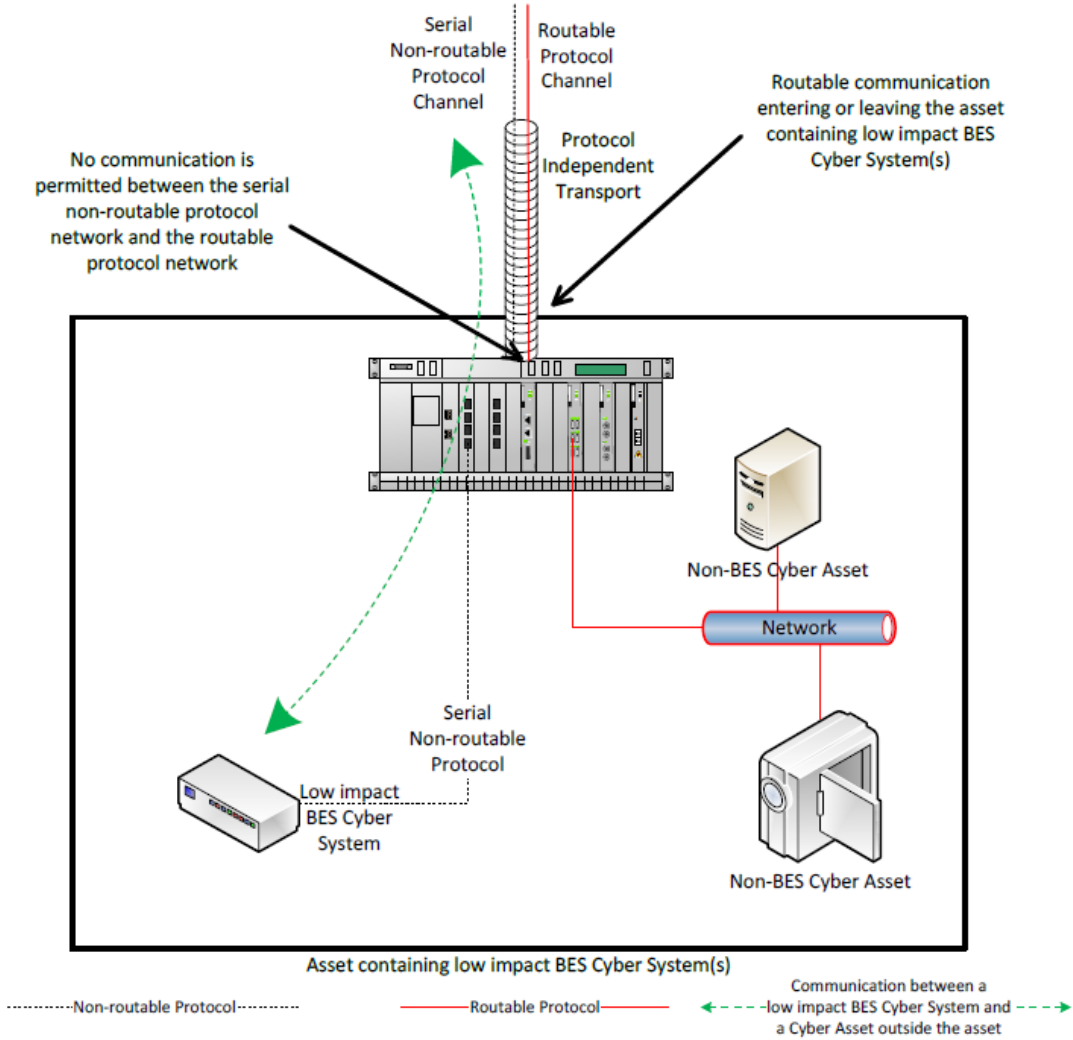 Serial
Non-routable
Protocol
Channel
Routable
Protocol
Channel
Routable communication
entering or leaving the asset
containing low impact BES
Cyber System(s)
Protocol
Independent
Transport
No communication is
permitted between the serial
non-routable protocol
network and the routable
protocol network
Non-BES Cyber Asset
Network
Serial
Non-routable
Protocol
Low impact
BES Cyber
System
Non-BES Cyber Asset
Asset containing low impact BES Cyber System(s)
Non-routable Protocol
Routable Protocol
Communication between a
low impact BES Cyber System and
a Cyber Asset outside the asset